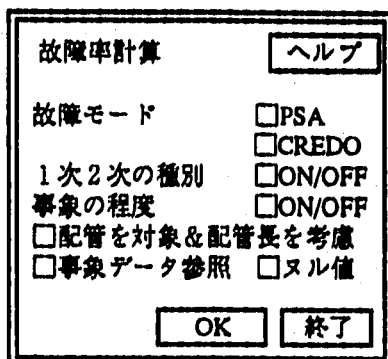 故障率計算 ヘルプ
故障モード □PSA
□CREDO
1次2次の種別 □ON/OFF
事象の程度 □ON/OFF
□配管を対象&配管長を考慮
□事象データ参照 □ヌル値
OK 終了